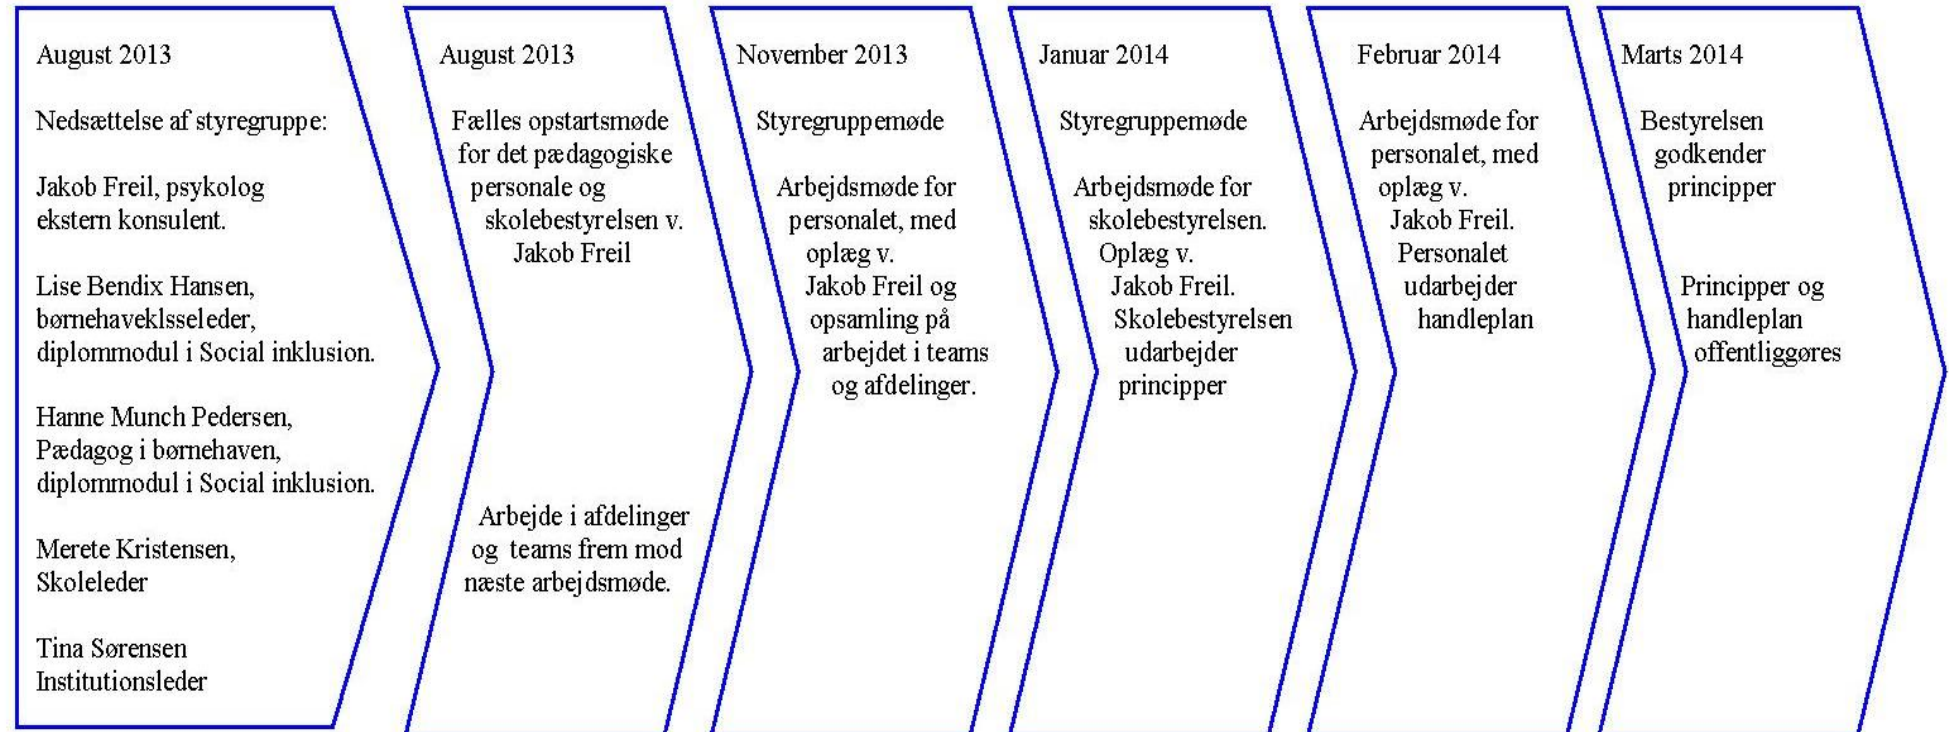 August 2013
Nedsættelse af styregruppe:
Jakob Freil, psykolog
ekstern konsulent.
Lise Bendix Hansen,
børnehaveklsseleder,
diplommodul i Social inklusion.
Hanne Munch Pedersen,
Pædagog i børnehaven,
diplommodul i Social inklusion.
Merete Kristensen,
Skoleleder
Tina Sørensen
Institutionsleder
August 2013
Fælles opstartsmøde
for det pædagogiske
personale og
skolebestyrelsen v.
Jakob Freil
Arbejde i afdelinger
og teams frem mod
næste arbejdsmøde.
November 2013
Styregruppemøde
Arbejdsmøde for
personalet, med
oplæg v.
Jakob Freil og
opsamling på
arbejdet i teams
og afdelinger.
Januar 2014
Styregruppemøde
Arbejdsmøde for
skolebestyrelsen.
Oplæg v.
Jakob Freil.
Skolebestyrelsen
udarbejder
principper
Februar 2014
Arbejdsmøde for
personalet, med
oplæg v.
Jakob Freil.
Personalet
udarbejder
handleplan
Marts 2014
Bestyrelsen
godkender
principper
Principper og
handleplan
offentliggøres